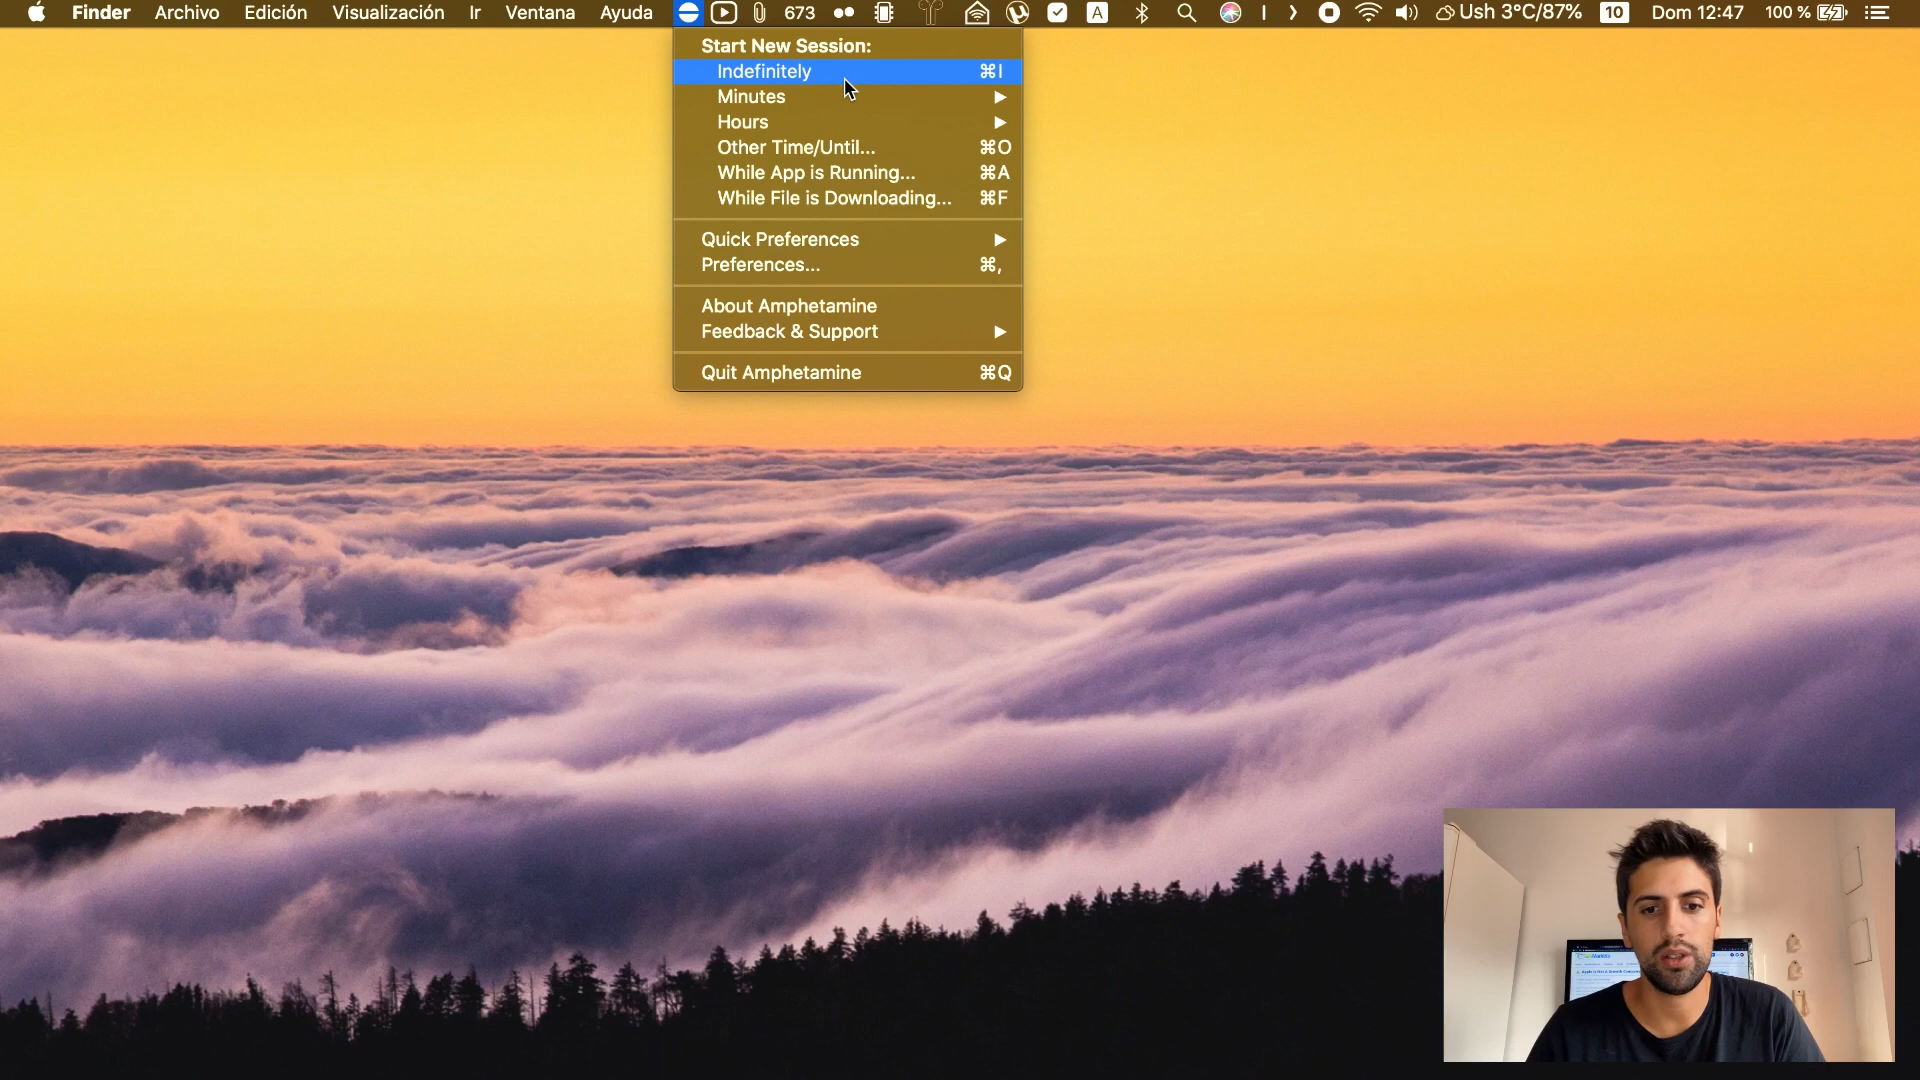 Finder Archivo Edición Visualización Ir Ventana Ayuda 673 A Ush 3°C/87% 10 Dom 12:47 100 %
Start New Session:
Indefinitely ⌘I
Minutes ▶
Hours ▶
Other Time/Until... ⌘O
While App is Running... ⌘A
While File is Downloading... ⌘F
Quick Preferences ▶
Preferences... ⌘,
About Amphetamine
Feedback & Support ▶
Quit Amphetamine ⌘Q